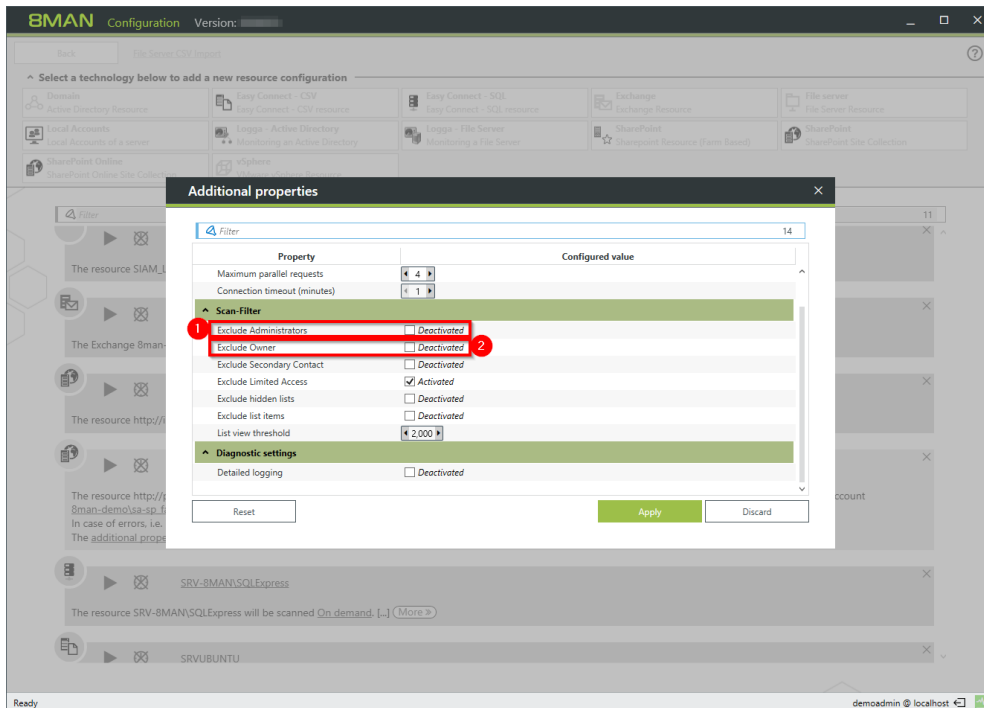 8MAN Configuration Version:
Back File Server CSV Import
Select a technology below to add a new resource configuration
Domain
Active Directory Resource
Easy Connect - CSV
Easy Connect - CSV resource
Easy Connect - SQL
Easy Connect - SQL resource
Exchange
Exchange Resource
File server
File Server Resource
Local Accounts
Local Accounts of a server
Logga - Active Directory
Monitoring an Active Directory
Logga - File Server
Monitoring a File Server
SharePoint
Sharepoint Resource (Farm Based)
SharePoint
SharePoint Site Collection
SharePoint Online
SharePoint Online Site Collection
vSphere
VMware vSphere Resource
Additional properties
Filter 11
Filter 14
Property Configured value
Maximum parallel requests 4
Connection timeout (minutes) 1
Scan-Filter
1 Exclude Administrators Deactivated
Exclude Owner Deactivated 2
Exclude Secondary Contact Deactivated
Exclude Limited Access Activated
Exclude hidden lists Deactivated
Exclude list items Deactivated
List view threshold 2,000
Diagnostic settings
Detailed logging Deactivated
Reset Apply Discard
The resource SIAM_
The Exchange 8man-
The resource http://
The resource http:// ccount
8man-demo\sa-sp_f
In case of errors, i.e.
The additional prope
SRV-8MAN\SQLExpress
The resource SRV-8MAN\SQLExpress will be scanned On demand. [...] (More »)
SRVUBUNTU
Ready demoadmin @ localhost